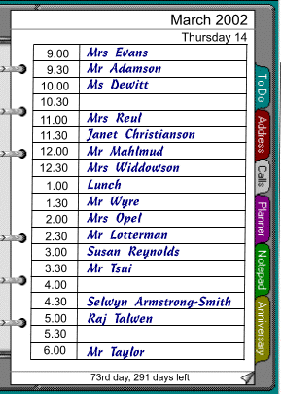 March 2002
Thursday 14
9.00 Mrs Evans
9.30 Mr Adamson
10.00 Ms Dewitt
10.30
11.00 Mrs Reul
11.30 Janet Christianson
12.00 Mr Mahlmud
12.30 Mrs Widdowson
1.00 Lunch
1.30 Mr Wyre
2.00 Mrs Opel
2.30 Mr Lotterman
3.00 Susan Reynolds
3.30 Mr Tsui
4.00
4.30 Selwyn Armstrong-Smith
5.00 Raj Talwen
5.30
6.00 Mr Taylor
73rd day, 291 days left
To Do
Address
Calls
Planner
Notepad
Anniversary